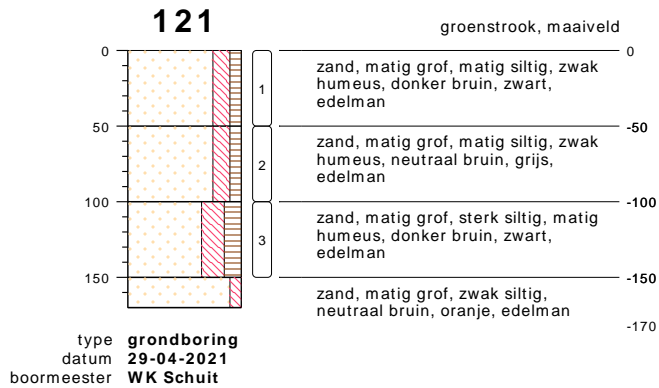 121
groenstrook, maaiveld
0
0
zand, matig grof, matig siltig, zwak
humeus, donker bruin, zwart,
edelman
1
50
-50
zand, matig grof, matig siltig, zwak
humeus, neutraal bruin, grijs,
edelman
2
100
-100
zand, matig grof, sterk siltig, matig
humeus, donker bruin, zwart,
edelman
3
150
-150
zand, matig grof, zwak siltig,
neutraal bruin, oranje, edelman
-170
type grondboring
datum 29-04-2021
boormeester WK Schuit